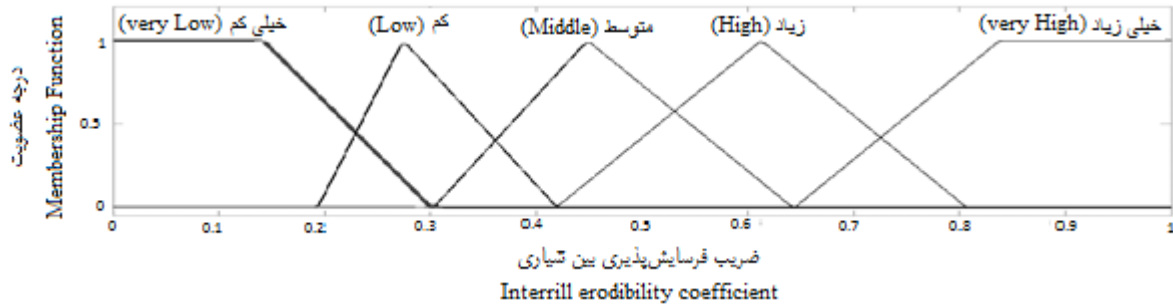 خیلی کم (very Low)
کم (Low)
متوسط (Middle)
زیاد (High)
خیلی زیاد (very High)
درجه عضویت
Membership Function
1
0.5
0
0 0.1 0.2 0.3 0.4 0.5 0.6 0.7 0.8 0.9 1
ضریب فرسایش‌پذیری بین شیاری
Interrill erodibility coefficient